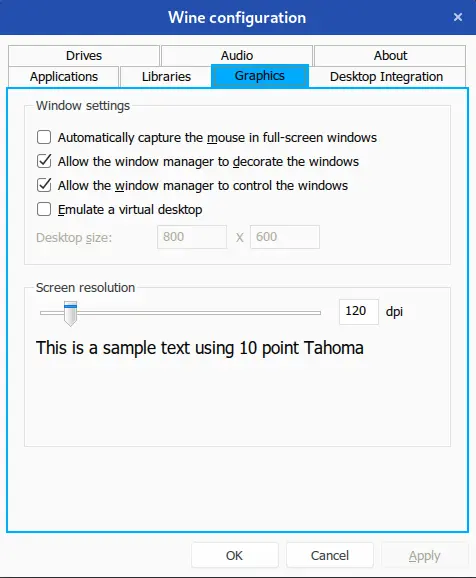 Wine configuration
×
Drives Audio About
Applications Libraries Graphics Desktop Integration
Window settings
Automatically capture the mouse in full-screen windows
Allow the window manager to decorate the windows
Allow the window manager to control the windows
Emulate a virtual desktop
Desktop size: 800 X 600
Screen resolution
120 dpi
This is a sample text using 10 point Tahoma
OK Cancel Apply